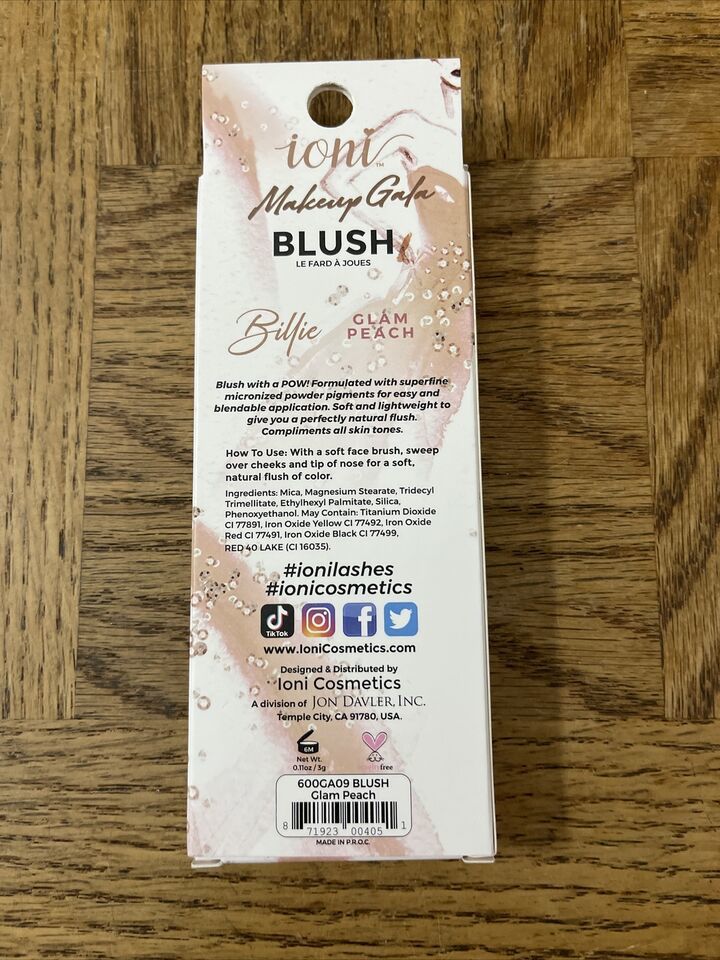 ioni™
Makeup Gala
BLUSH
LE FARD À JOUES
Billie
GLAM
PEACH
Blush with a POW! Formulated with superfine
micronized powder pigments for easy and
blendable application. Soft and lightweight to
give you a perfectly natural flush.
Compliments all skin tones.
How To Use: With a soft face brush, sweep
over cheeks and tip of nose for a soft,
natural flush of color.
Ingredients: Mica, Magnesium Stearate, Tridecyl
Trimellitate, Ethylhexyl Palmitate, Silica,
Phenoxyethanol. May Contain: Titanium Dioxide
CI 77891, Iron Oxide Yellow CI 77492, Iron Oxide
Red CI 77491, Iron Oxide Black CI 77499,
RED 40 LAKE (CI 16035).
#ionilashes
#ionicosmetics
TikTok
www.IoniCosmetics.com
Designed & Distributed by
Ioni Cosmetics
A division of JON DAVLER, INC.
Temple City, CA 91780, USA.
6M
Net Wt.
0.11oz / 3g
free
600GA09 BLUSH
Glam Peach
8 71923 00405 1
MADE IN P.R.O.C.